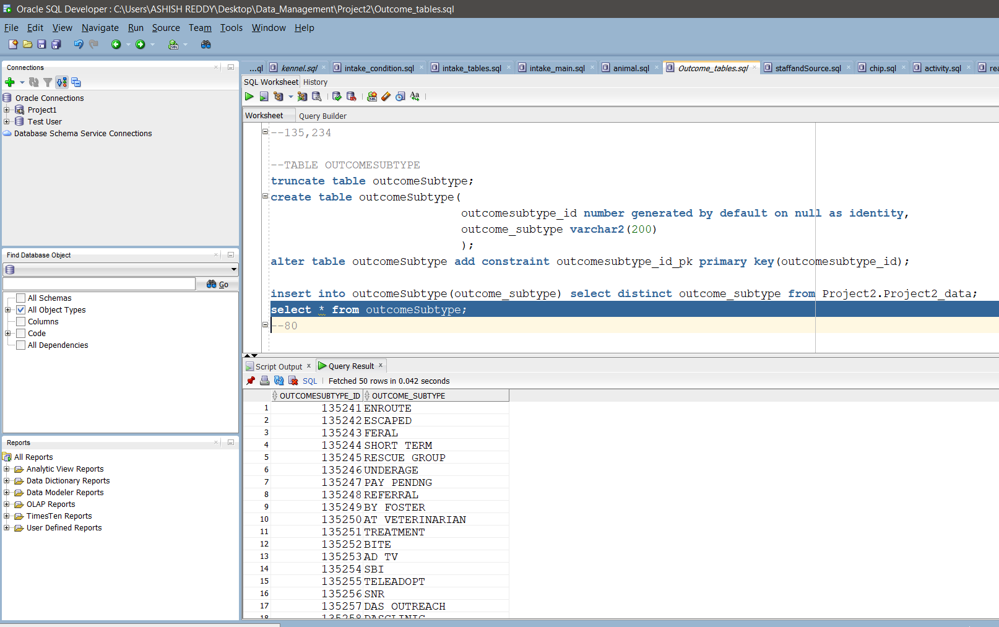 Oracle SQL Developer : C:\Users\ASHISH REDDY\Desktop\Data_Management\Project2\Outcome_tables.sql
File Edit View Navigate Run Source Team Tools Window Help
Connections
Oracle Connections
Project1
Test User
Database Schema Service Connections
Find Database Object
Go
All Schemas
All Object Types
Columns
Code
All Dependencies
Reports
All Reports
Analytic View Reports
Data Dictionary Reports
Data Modeler Reports
OLAP Reports
TimesTen Reports
User Defined Reports
...ql kennel.sql intake_condition.sql intake_tables.sql intake_main.sql animal.sql Outcome_tables.sql staffandSource.sql chip.sql activity.sql rea
SQL Worksheet History
Worksheet Query Builder
--135,234
--TABLE OUTCOMESUBTYPE
truncate table outcomeSubtype;
create table outcomeSubtype(
outcomesubtype_id number generated by default on null as identity,
outcome_subtype varchar2(200)
);
alter table outcomeSubtype add constraint outcomesubtype_id_pk primary key(outcomesubtype_id);
insert into outcomeSubtype(outcome_subtype) select distinct outcome_subtype from Project2.Project2_data;
select * from outcomeSubtype;
--80
Script Output Query Result
SQL Fetched 50 rows in 0.042 seconds
OUTCOMESUBTYPE_ID OUTCOME_SUBTYPE
1 135241 ENROUTE
2 135242 ESCAPED
3 135243 FERAL
4 135244 SHORT TERM
5 135245 RESCUE GROUP
6 135246 UNDERAGE
7 135247 PAY PENDNG
8 135248 REFERRAL
9 135249 BY FOSTER
10 135250 AT VETERINARIAN
11 135251 TREATMENT
12 135252 BITE
13 135253 AD TV
14 135254 SBI
15 135255 TELEADOPT
16 135256 SNR
17 135257 DAS OUTREACH
18 135258 DASCLINIC